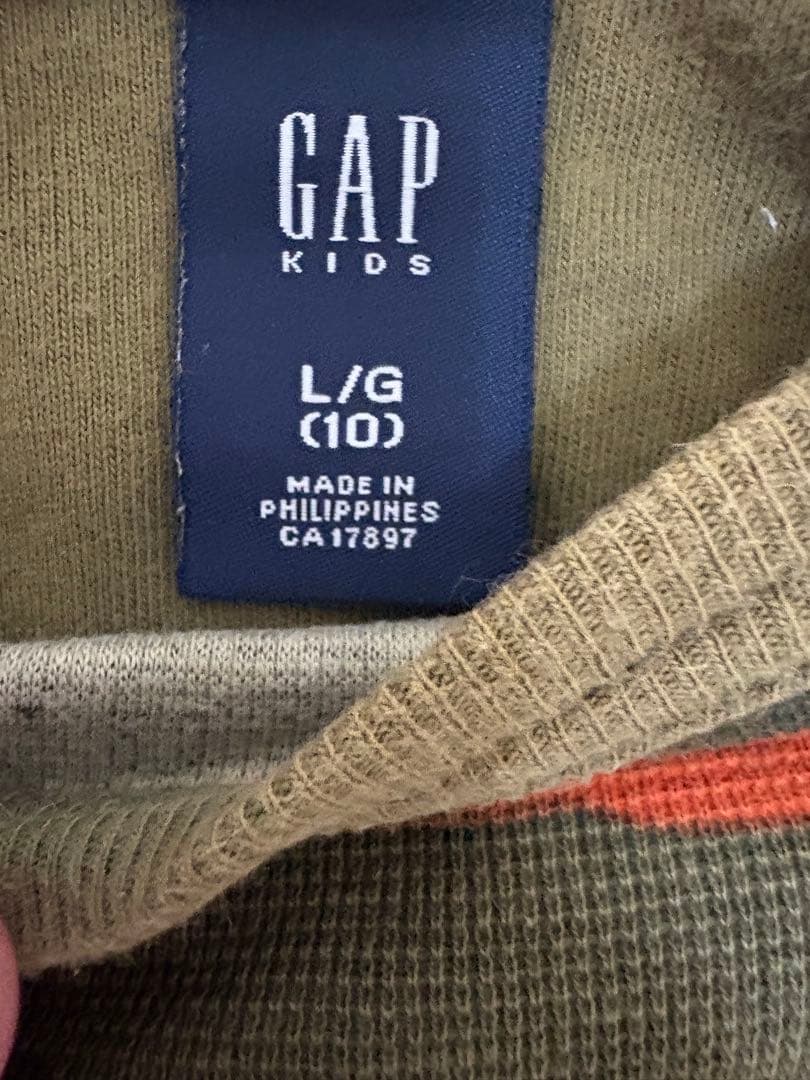 GAP
KIDS
L/G
(10)
MADE IN
PHILIPPINES
CA17897